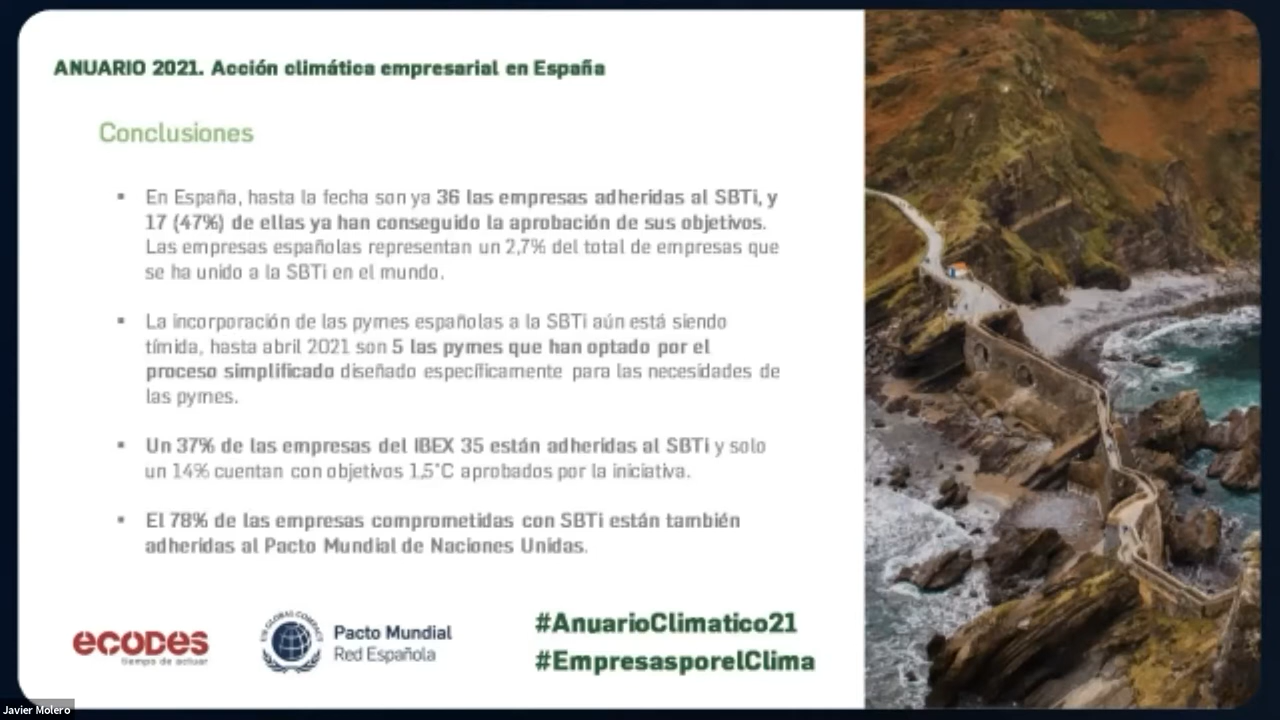 ANUARIO 2021. Acción climática empresarial en España
Conclusiones
▪ En España, hasta la fecha son ya 36 las empresas adheridas al SBTi, y
17 (47%) de ellas ya han conseguido la aprobación de sus objetivos.
Las empresas españolas representan un 2,7% del total de empresas que
se ha unido a la SBTi en el mundo.
▪ La incorporación de las pymes españolas a la SBTi aún está siendo
tímida, hasta abril 2021 son 5 las pymes que han optado por el
proceso simplificado diseñado específicamente para las necesidades de
las pymes.
▪ Un 37% de las empresas del IBEX 35 están adheridas al SBTi y solo
un 14% cuentan con objetivos 1,5°C aprobados por la iniciativa.
▪ El 78% de las empresas comprometidas con SBTi están también
adheridas al Pacto Mundial de Naciones Unidas.
ecodes
tiempo de actuar
UN GLOBAL COMPACT
Pacto Mundial
Red Española
#AnuarioClimatico21
#EmpresasporelClima
Javier Molero